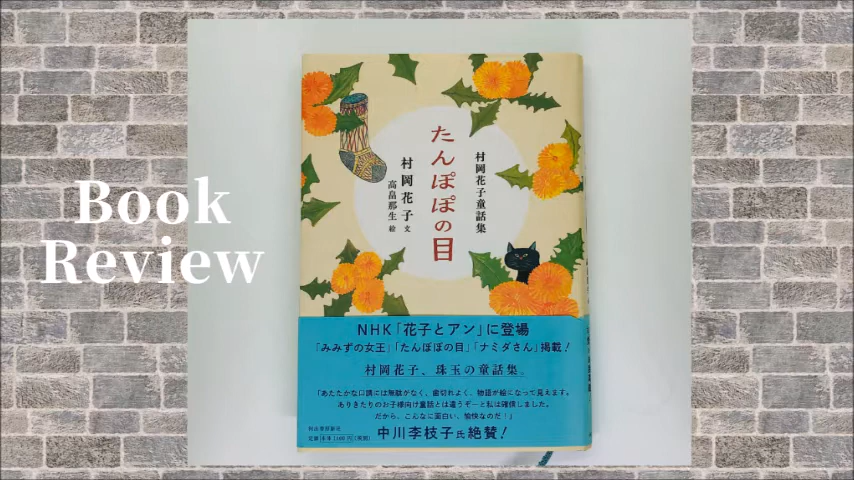 Book
Review
村岡花子童話集
たんぽぽの目
村岡花子 文
高畠那生 絵
NHK「花子とアン」に登場
「みみずの女王」「たんぽぽの目」「ナミダさん」掲載!
村岡花子、珠玉の童話集。
「あたたかな口調には無駄がなく、歯切れよく、物語が絵になって見えます。
ありきたりのお子様向け童話とは違うぞーと私は確信しました。
だから、こんなに面白い、愉快なのだ!」
中川李枝子氏絶賛!
河出書房新社